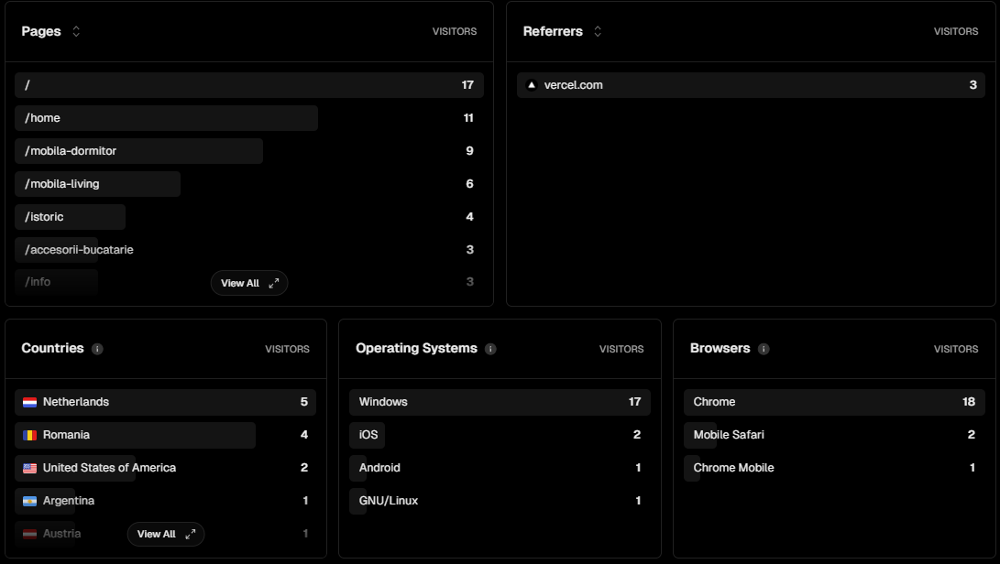 Pages VISITORS
/ 17
/home 11
/mobila-dormitor 9
/mobila-living 6
/istoric 4
/accesorii-bucatarie 3
/info 3
View All
Referrers VISITORS
vercel.com 3
Countries VISITORS
Netherlands 5
Romania 4
United States of America 2
Argentina 1
Austria 1
View All
Operating Systems VISITORS
Windows 17
iOS 2
Android 1
GNU/Linux 1
Browsers VISITORS
Chrome 18
Mobile Safari 2
Chrome Mobile 1